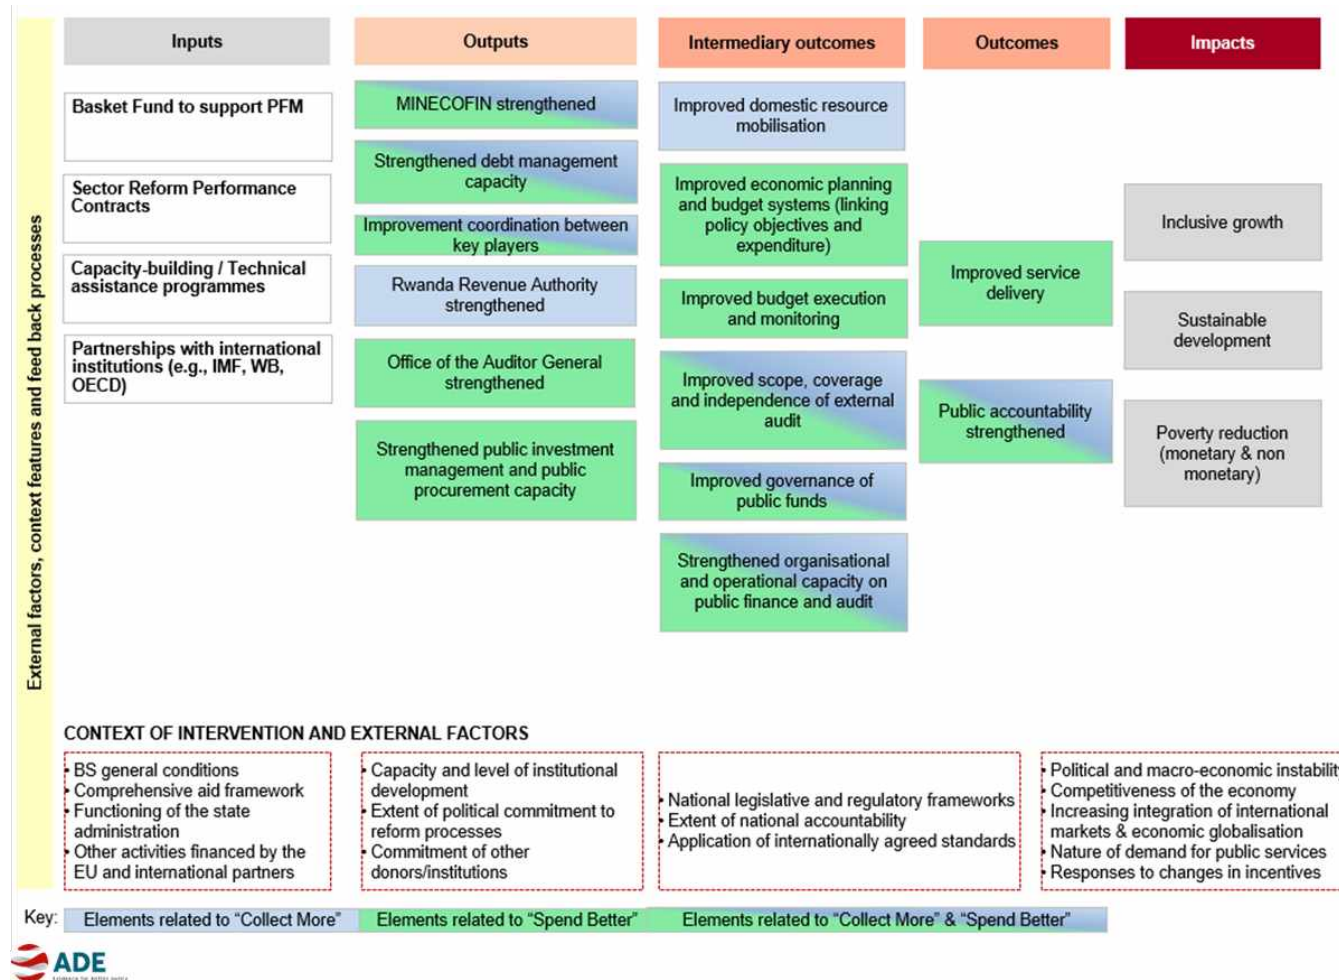 Inputs
Outputs
Intermediary outcomes
Outcomes
Impacts
External factors, context features and feed back processes
Basket Fund to support PFM
Sector Reform Performance
Contracts
Capacity-building / Technical
assistance programmes
Partnerships with international
institutions (e.g., IMF, WB,
OECD)
MINECOFIN strengthened
Strengthened debt management
capacity
Improvement coordination between
key players
Rwanda Revenue Authority
strengthened
Office of the Auditor General
strengthened
Strengthened public investment
management and public
procurement capacity
Improved domestic resource
mobilisation
Improved economic planning
and budget systems (linking
policy objectives and
expenditure)
Improved budget execution
and monitoring
Improved scope, coverage
and independence of external
audit
Improved governance of
public funds
Strengthened organisational
and operational capacity on
public finance and audit
Improved service
delivery
Public accountability
strengthened
Inclusive growth
Sustainable
development
Poverty reduction
(monetary & non
monetary)
CONTEXT OF INTERVENTION AND EXTERNAL FACTORS
• BS general conditions
• Comprehensive aid framework
• Functioning of the state
administration
• Other activities financed by the
EU and international partners
• Capacity and level of institutional
development
• Extent of political commitment to
reform processes
• Commitment of other
donors/institutions
• National legislative and regulatory frameworks
• Extent of national accountability
• Application of internationally agreed standards
• Political and macro-economic instability
• Competitiveness of the economy
• Increasing integration of international
markets & economic globalisation
• Nature of demand for public services
• Responses to changes in incentives
Key:
Elements related to “Collect More”
Elements related to “Spend Better”
Elements related to “Collect More” & “Spend Better”
ADE